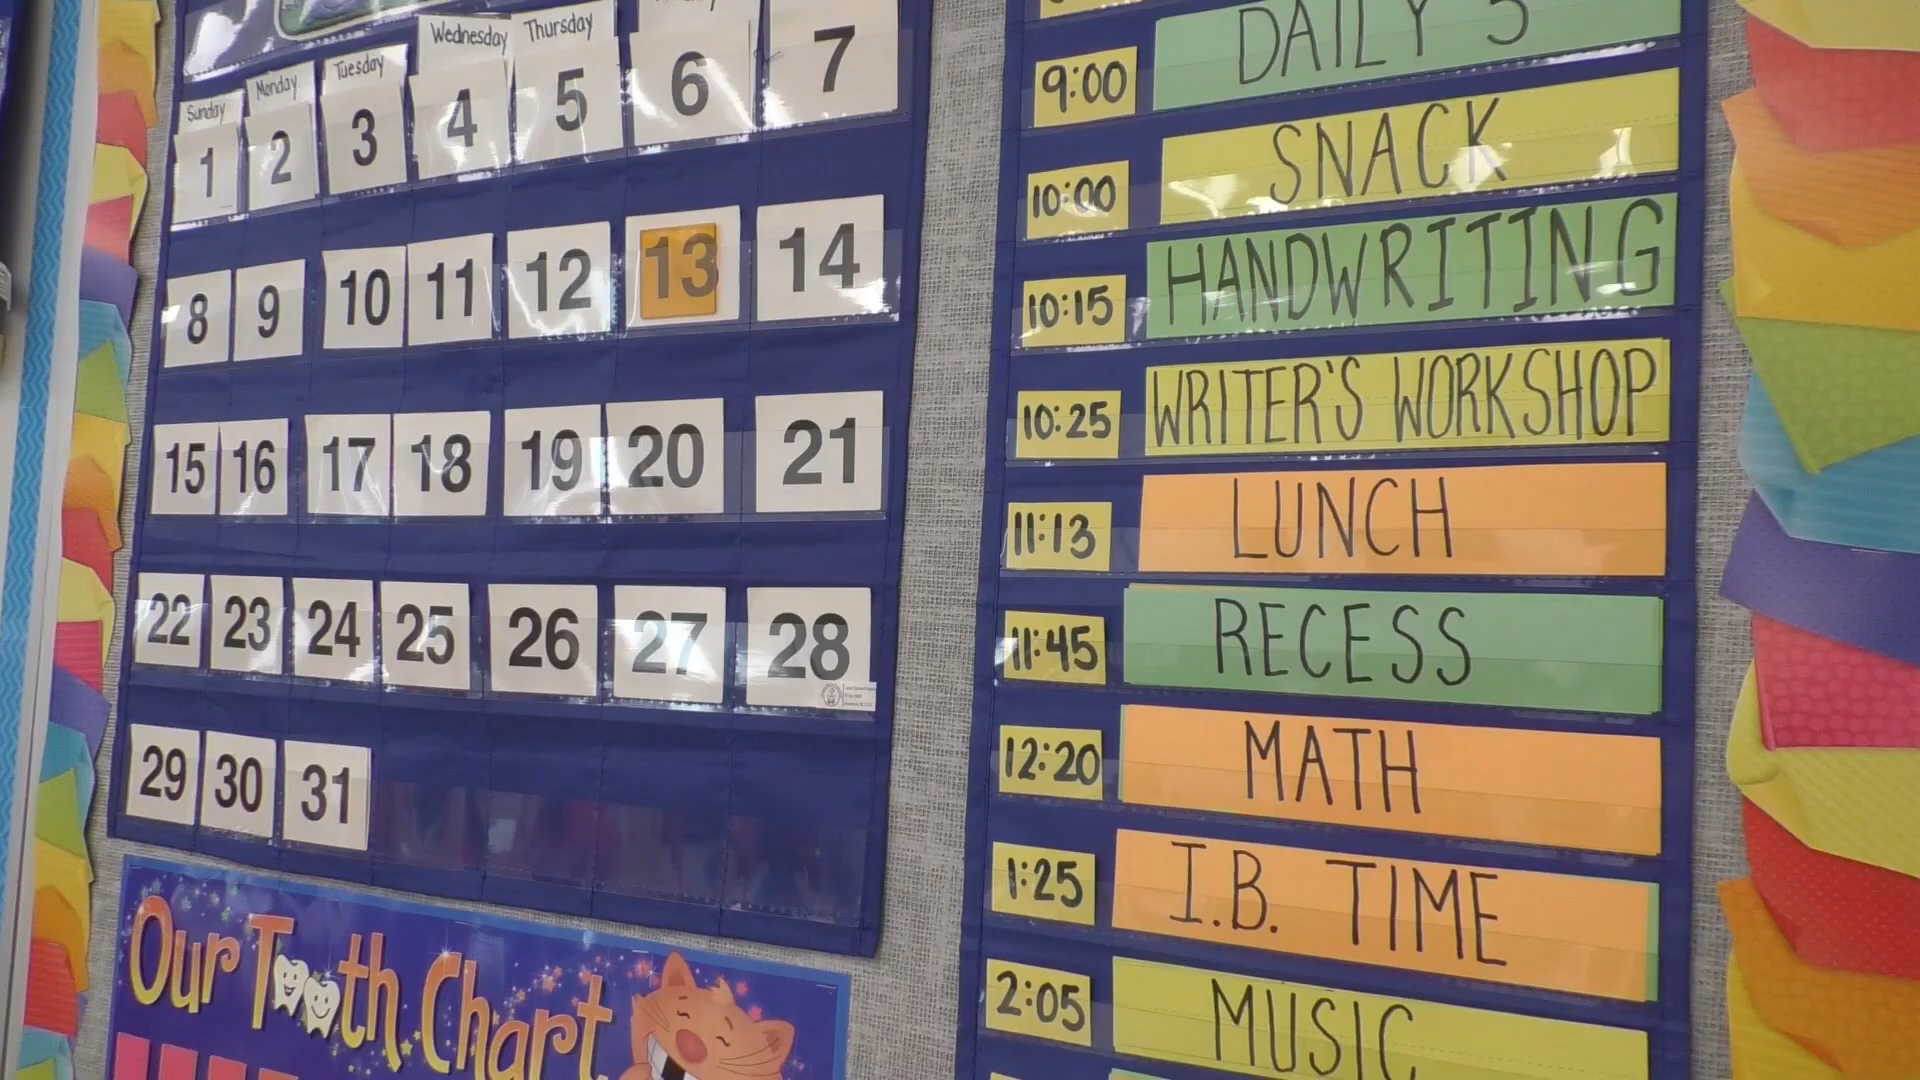 Sunday Monday Tuesday Wednesday Thursday
1 2 3 4 5 6 7
8 9 10 11 12 13 14
15 16 17 18 19 20 21
22 23 24 25 26 27 28
29 30 31
OUR TOOTH CHART
DAILY 5
9:00
SNACK
10:00
HANDWRITING
10:15
WRITER'S WORKSHOP
10:25
LUNCH
11:13
RECESS
11:45
MATH
12:20
I.B. TIME
1:25
MUSIC
2:05